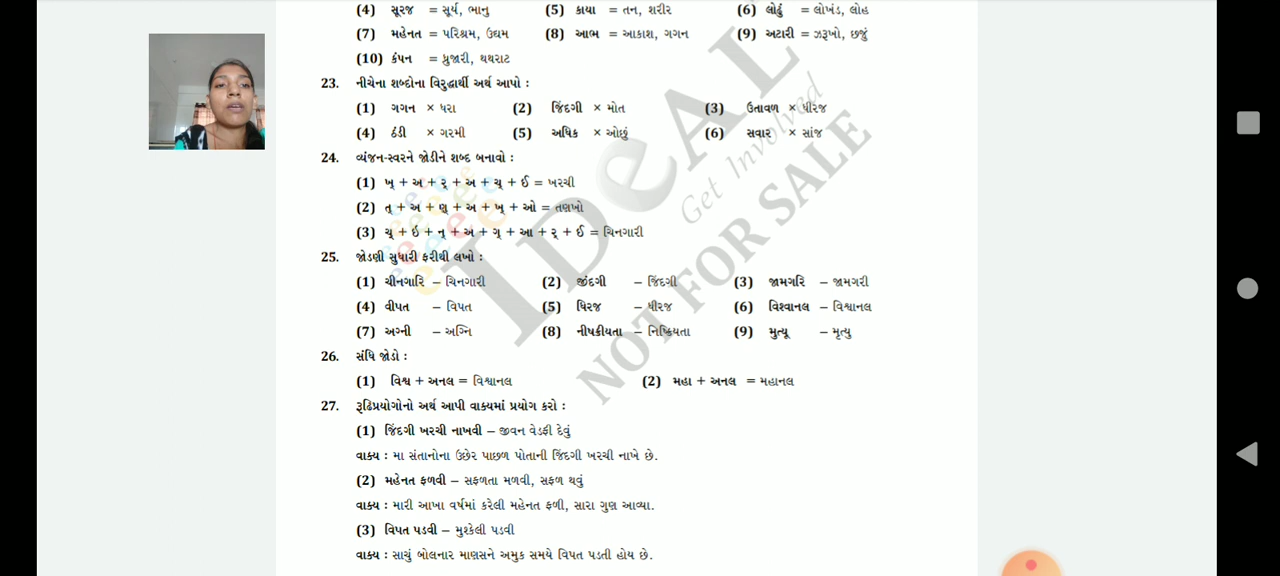 (4) સૂરજ = સૂર્ય, ભાનુ (5) કાયા = તન, શરીર (6) લોઢું = લોખંડ, લોહ
(7) મહેનત = પરિશ્રમ, ઉદ્યમ (8) આભ = આકાશ, ગગન (9) અટારી = ઝરૂખો, છજું
(10) કંપન = ધ્રુજારી, થથરાટ
23. નીચેના શબ્દોના વિરુદ્ધાર્થી અર્થ આપો :
(1) ગગન × ધરા (2) જિંદગી × મોત (3) ઉતાવળ × ધીરજ
(4) ઠંડી × ગરમી (5) અધિક × ઓછું (6) સવાર × સાંજ
24. વ્યંજન-સ્વરને જોડીને શબ્દ બનાવો :
(1) ખ્ + અ + ર્ + અ + ચ્ + ઈ = ખરચી
(2) ત્ + અ + ણ્ + અ + ખ્ + ઓ = તણખો
(3) ચ્ + ઇ + ન્ + અ + ગ્ + આ + ર્ + ઈ = ચિનગારી
25. જોડણી સુધારી ફરીથી લખો :
(1) ચીનગારિ – ચિનગારી (2) જીંદગી – જિંદગી (3) જામગરિ – જામગરી
(4) વીપત – વિપત (5) ધિરજ – ધીરજ (6) વિશ્વાનલ – વિશ્વાનલ
(7) અગ્ની – અગ્નિ (8) નીષકીયતા – નિષ્ક્રિયતા (9) મુત્યૂ – મૃત્યુ
26. સંધિ જોડો :
(1) વિશ્વ + અનલ = વિશ્વાનલ (2) મહા + અનલ = મહાનલ
27. રૂઢિપ્રયોગોનો અર્થ આપી વાક્યમાં પ્રયોગ કરો :
(1) જિંદગી ખરચી નાખવી – જીવન વેડફી દેવું
વાક્ય : મા સંતાનોના ઉછેર પાછળ પોતાની જિંદગી ખરચી નાખે છે.
(2) મહેનત ફળવી – સફળતા મળવી, સફળ થવું
વાક્ય : મારી આખા વર્ષમાં કરેલી મહેનત ફળી, સારા ગુણ આવ્યા.
(3) વિપત પડવી – મુશ્કેલી પડવી
વાક્ય : સાચું બોલનાર માણસને અમુક સમયે વિપત પડતી હોય છે.
IDeAL
Get Involved
NOT FOR SALE